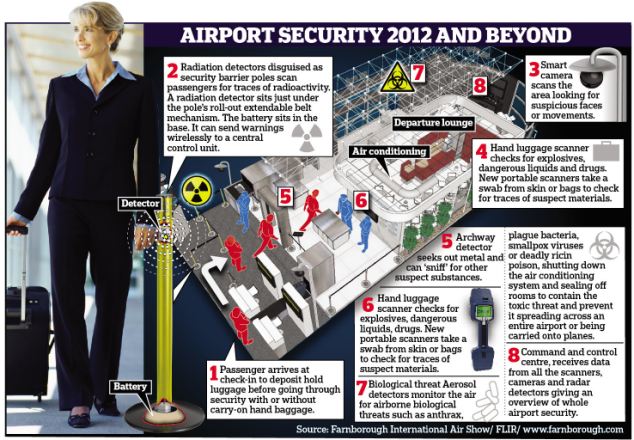 AIRPORT SECURITY 2012 AND BEYOND
2 Radiation detectors disguised as
security barrier poles scan
passengers for traces of radioactivity.
A radiation detector sits just under
the pole's roll-out extendable belt
mechanism. The battery sits in the
base. It can send warnings
wirelessly to a central
control unit.
7
8
3 Smart
camera
scans the
area looking for
suspicious faces
or movements.
Departure lounge
Air conditioning
4 Hand luggage scanner
checks for explosives,
dangerous liquids and drugs.
New portable scanners take a
swab from skin or bags to check
for traces of suspect materials.
5
6
Detector
5 Archway
detector
seeks out metal and
can 'sniff' for other
suspect substances.
6 Hand luggage
scanner checks for
explosives, dangerous
liquids, drugs. New
portable scanners take a
swab from skin or bags
to check for traces of
suspect materials.
1 Passenger arrives at
check-in to deposit hold
luggage before going through
security with or without
carry-on hand baggage.
Battery
7 Biological threat Aerosol
detectors monitor the air
for airborne biological
threats such as anthrax,
plague bacteria,
smallpox viruses
or deadly ricin
poison, shutting down
the air conditioning
system and sealing off
rooms to contain the
toxic threat and prevent
it spreading across an
entire airport or being
carried onto planes.
8 Command and control
centre, receives data
from all the scanners,
cameras and radar
detectors giving an
overview of whole
airport security.
Source: Farnborough International Air Show/ FLIR/ www.farnborough.com